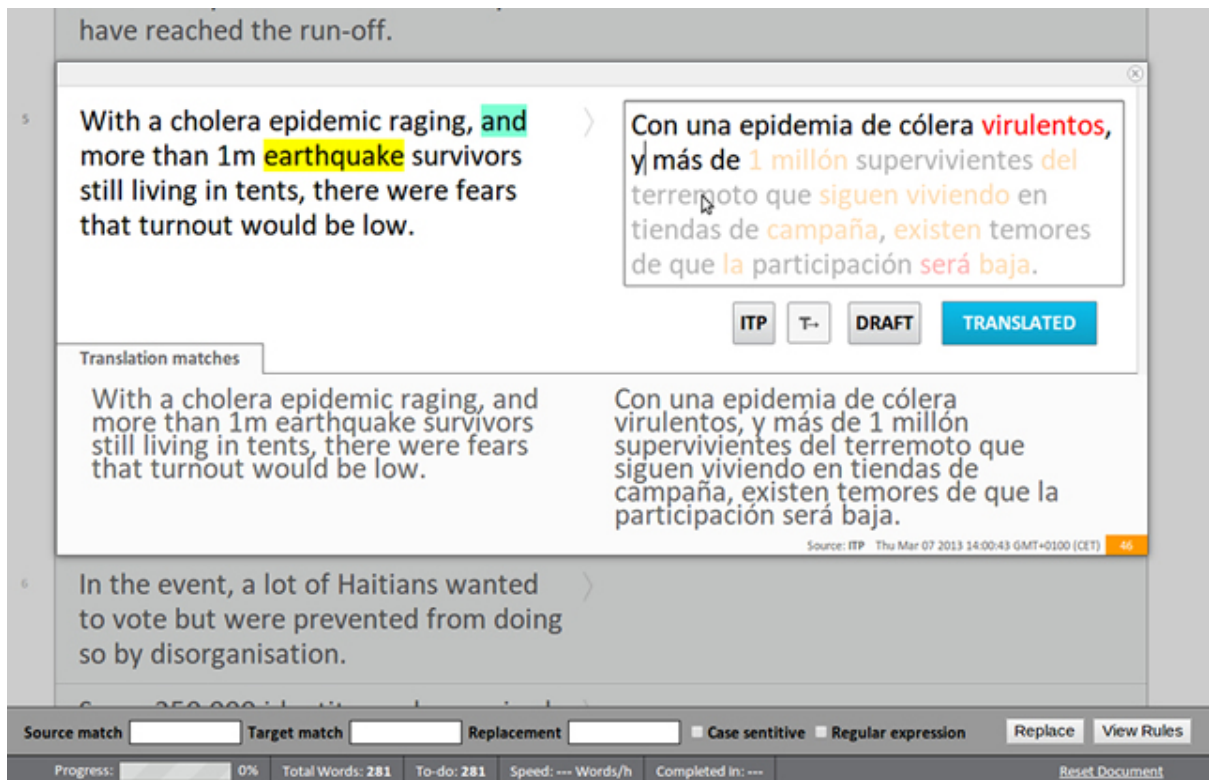 have reached the run-off.
5
With a cholera epidemic raging, and
more than 1m earthquake survivors
still living in tents, there were fears
that turnout would be low.
Con una epidemia de cólera virulentos,
y más de 1 millón supervivientes del
terremoto que siguen viviendo en
tiendas de campaña, existen temores
de que la participación será baja.
ITP T→ DRAFT TRANSLATED
Translation matches
With a cholera epidemic raging, and
more than 1m earthquake survivors
still living in tents, there were fears
that turnout would be low.
Con una epidemia de cólera
virulentos, y más de 1 millón
supervivientes del terremoto que
siguen viviendo en tiendas de
campaña, existen temores de que la
participación será baja.
Source: ITP Thu Mar 07 2013 14:00:43 GMT+0100 (CET) 46
6
In the event, a lot of Haitians wanted
to vote but were prevented from doing
so by disorganisation.
Source match Target match Replacement Case sentitive Regular expression Replace View Rules
Progress: 0% Total Words: 281 To-do: 281 Speed: --- Words/h Completed in: --- Reset Document